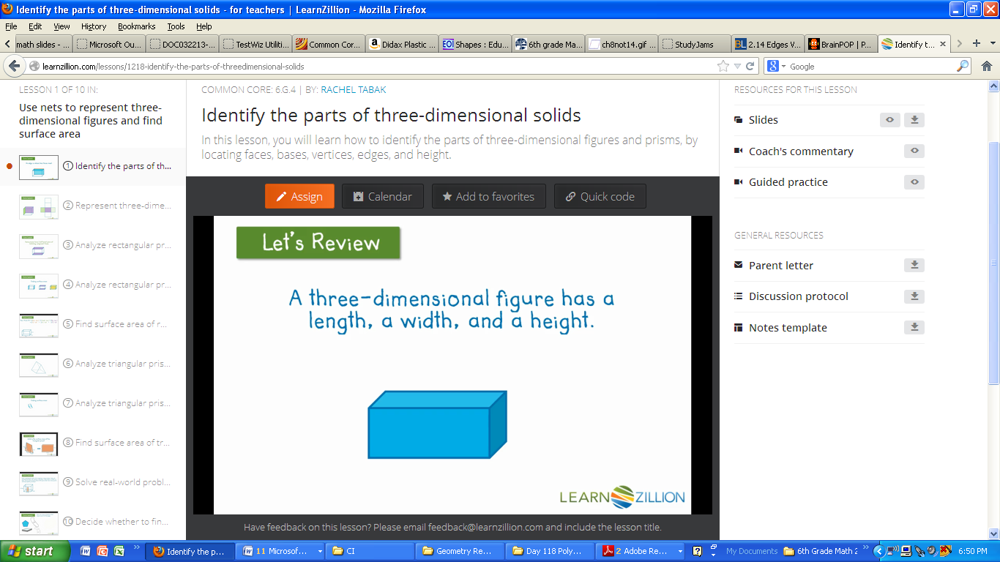 Identify the parts of three-dimensional solids - for teachers | LearnZillion - Mozilla Firefox
File Edit View History Bookmarks Tools Help
math slides - ... Microsoft Ou... DOC032213-... TestWiz Utiliti... Common Cor... Didax Plastic ... Shapes : Edu... 6th grade Ma... ch8not14.gif ... StudyJams 2.14 Edges V... BrainPOP | P... Identify t...
learnzillion.com/lessons/1218-identify-the-parts-of-threedimensional-solids
Google
LESSON 1 OF 10 IN:
Use nets to represent three-
dimensional figures and find
surface area
1 Identify the parts of th...
2 Represent three-dime...
3 Analyze rectangular pr...
4 Analyze rectangular pr...
5 Find surface area of r...
6 Analyze triangular pris...
7 Analyze triangular pris...
8 Find surface area of tr...
9 Solve real-world probl...
10 Decide whether to fin...
COMMON CORE: 6.G.4 | BY: RACHEL TABAK
Identify the parts of three-dimensional solids
In this lesson, you will learn how to identify the parts of three-dimensional figures and prisms, by
locating faces, bases, vertices, edges, and height.
Assign Calendar Add to favorites Quick code
Let's Review
A three-dimensional figure has a
length, a width, and a height.
LEARN ZILLION
Have feedback on this lesson? Please email feedback@learnzillion.com and include the lesson title.
RESOURCES FOR THIS LESSON
Slides
Coach's commentary
Guided practice
GENERAL RESOURCES
Parent letter
Discussion protocol
Notes template
start Identify the p... 11 Microsof... CI Geometry Re... Day 118 Poly... 2 Adobe Re... My Documents 6th Grade Math 2 6:50 PM